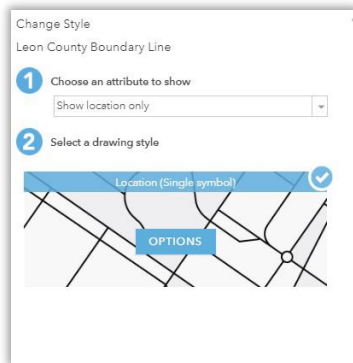 Change Style
Leon County Boundary Line
1 Choose an attribute to show
Show location only
2 Select a drawing style
Location (Single symbol)
OPTIONS